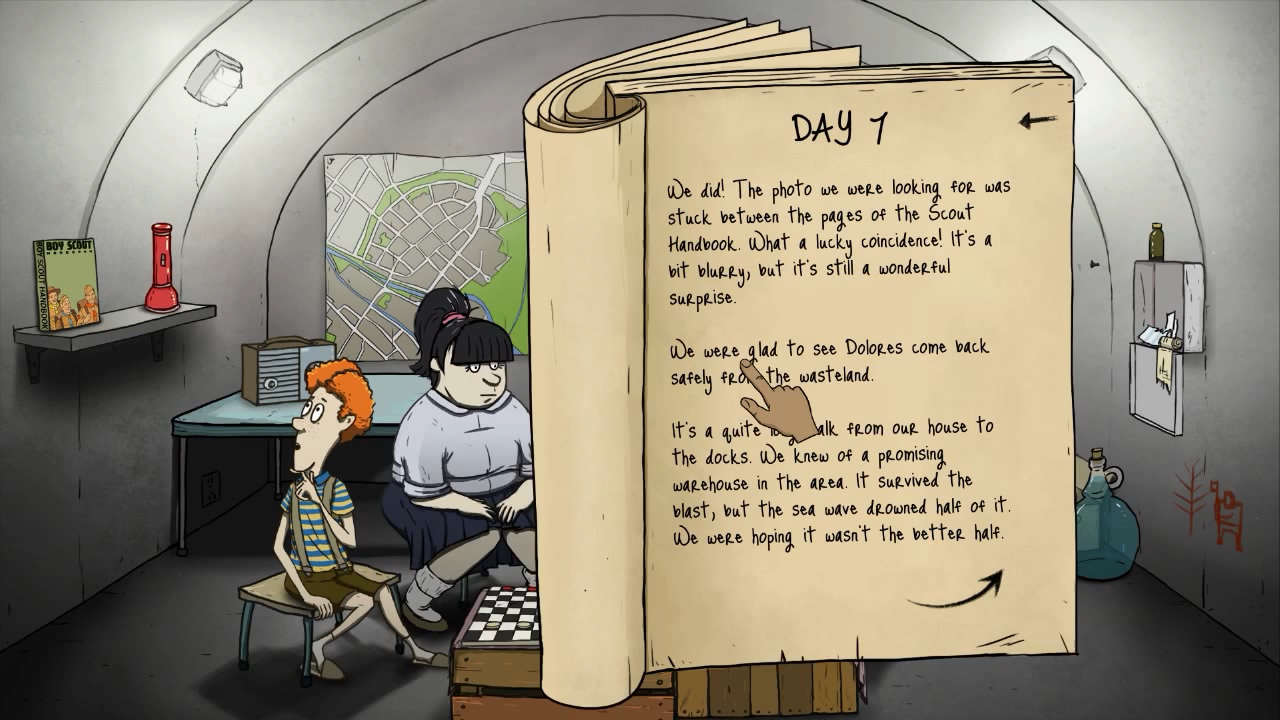 DAY 7
We did! The photo we were looking for was
stuck between the pages of the Scout
Handbook. What a lucky coincidence! It's a
bit blurry, but it's still a wonderful
surprise.
We were glad to see Dolores come back
safely from the wasteland.
It's a quite long walk from our house to
the docks. We knew of a promising
warehouse in the area. It survived the
blast, but the sea wave drowned half of it.
We were hoping it wasn't the better half.
BOY SCOUT
BOY SCOUT HANDBOOK